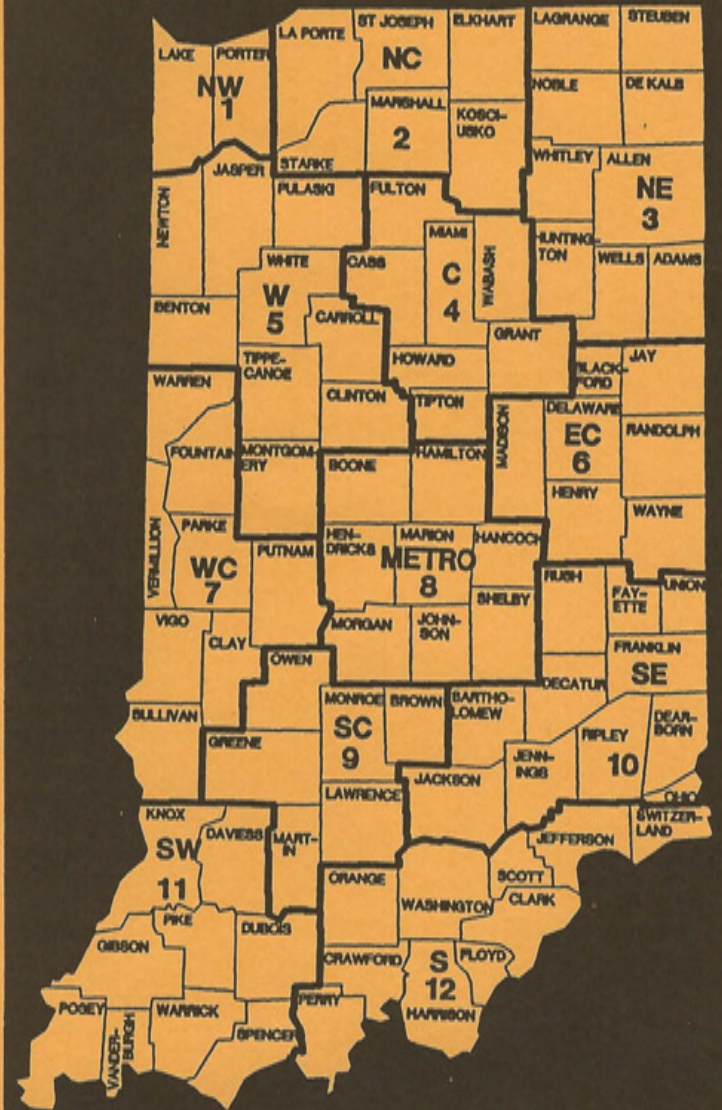 LAKE
PORTER
NW
1
LA PORTE
ST JOSEPH
NC
ELKHART
LAGRANGE
STEUBEN
NOBLE
DE KALB
MARSHALL
2
KOSCI-
USKO
STARKE
WHITLEY
ALLEN
NE
3
JASPER
NEWTON
PULASKI
FULTON
MIAMI
WABASH
HUNTING-
TON
WELLS
ADAMS
WHITE
W
5
CASS
C
4
BENTON
CARROLL
GRANT
HOWARD
TIPPE-
CANOE
BLACK-
FORD
JAY
WARREN
CLINTON
TIPTON
MADISON
DELAWARE
EC
6
RANDOLPH
FOUNTAIN
MONTGOM-
ERY
BOONE
HAMILTON
HENRY
WAYNE
VERMILLION
PARKE
WC
7
PUTNAM
HEN-
DRICKS
MARION
METRO
8
HANCOCH
SHELBY
RUSH
FAY-
ETTE
UNION
VIGO
CLAY
MORGAN
JOHN-
SON
FRANKLIN
SE
10
OWEN
DECATUR
SULLIVAN
GREENE
MONROE
SC
9
BROWN
BARTHO-
LOMEW
RIPLEY
DEAR-
BORN
JENN-
INGS
JACKSON
LAWRENCE
OHIO
SWITZER-
LAND
KNOX
SW
11
DAVIESS
MART-
IN
JEFFERSON
SCOTT
CLARK
ORANGE
WASHINGTON
PIKE
DUBOIS
GIBSON
CRAWFORD
S
12
FLOYD
HARRISON
POSEY
VANDER-
BURGH
WARRICK
SPENCER
PERRY